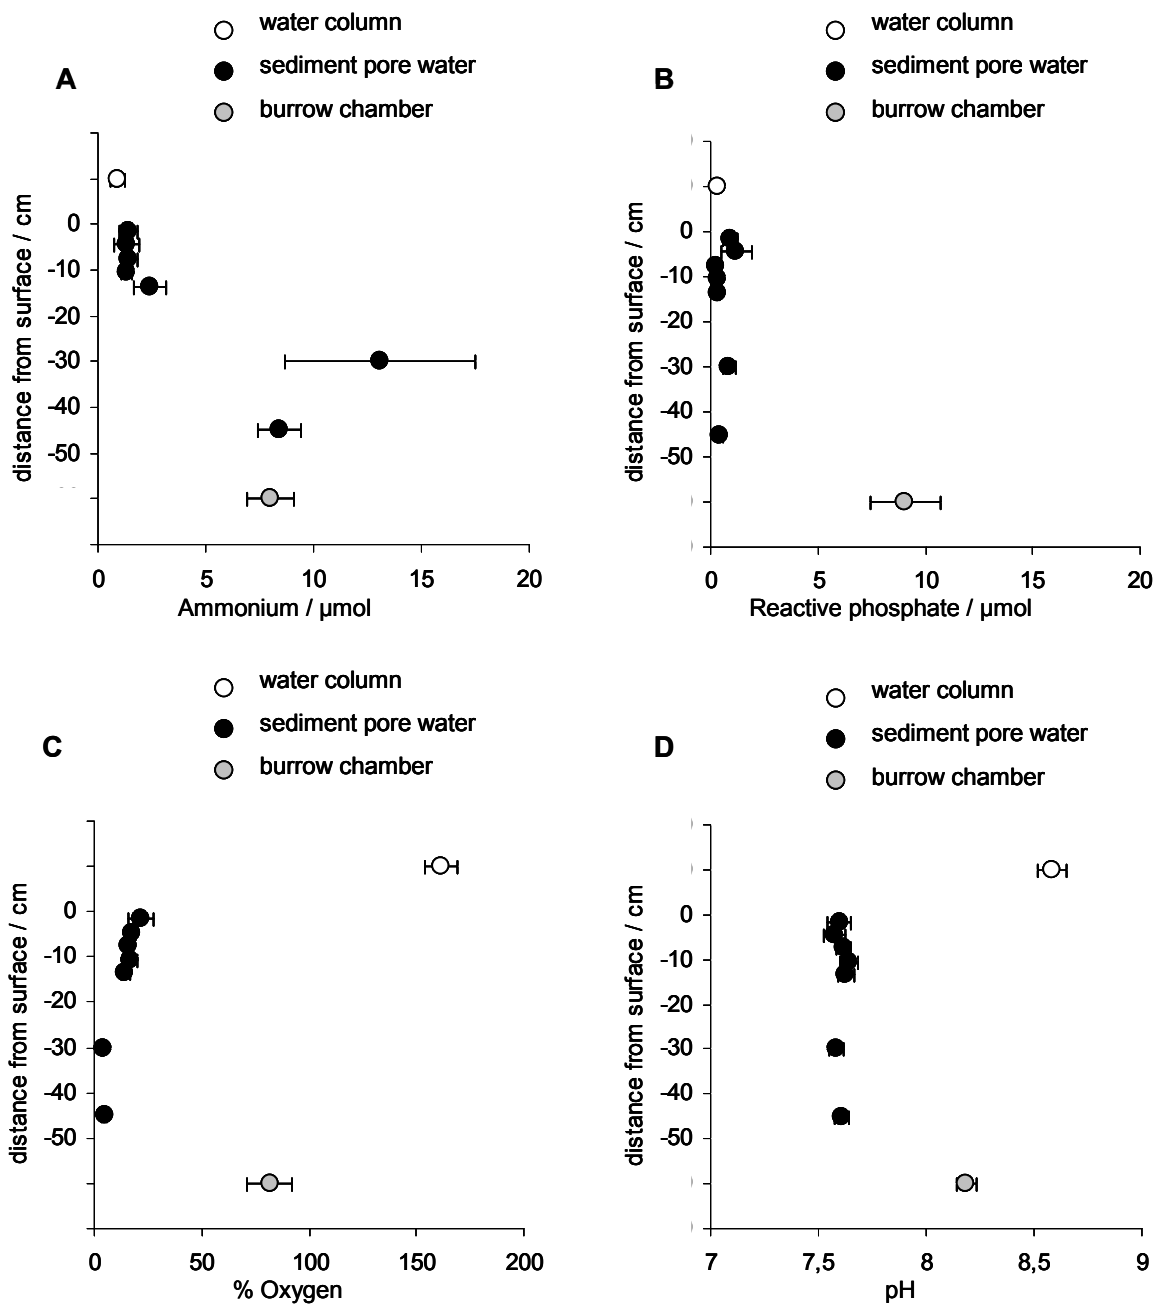 water column
sediment pore water
burrow chamber
A
distance from surface / cm
0
-10
-20
-30
-40
-50
0 5 10 15 20
Ammonium / µmol
water column
sediment pore water
burrow chamber
B
distance from surface / cm
0
-10
-20
-30
-40
-50
0 5 10 15 20
Reactive phosphate / µmol
water column
sediment pore water
burrow chamber
C
distance from surface / cm
0
-10
-20
-30
-40
-50
0 50 100 150 200
% Oxygen
water column
sediment pore water
burrow chamber
D
distance from surface / cm
0
-10
-20
-30
-40
-50
7 7,5 8 8,5 9
pH